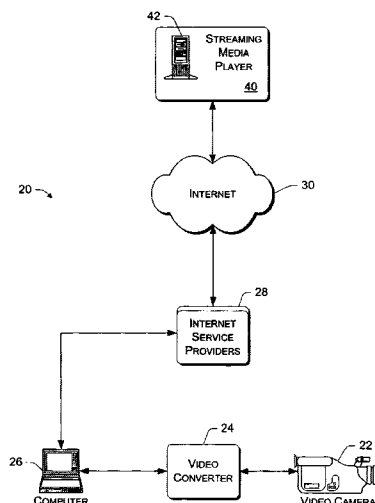 42
STREAMING
MEDIA
PLAYER
40
INTERNET
30
20
28
INTERNET
SERVICE
PROVIDERS
24
22
26
VIDEO
CONVERTER
COMPUTER
VIDEO CAMERA